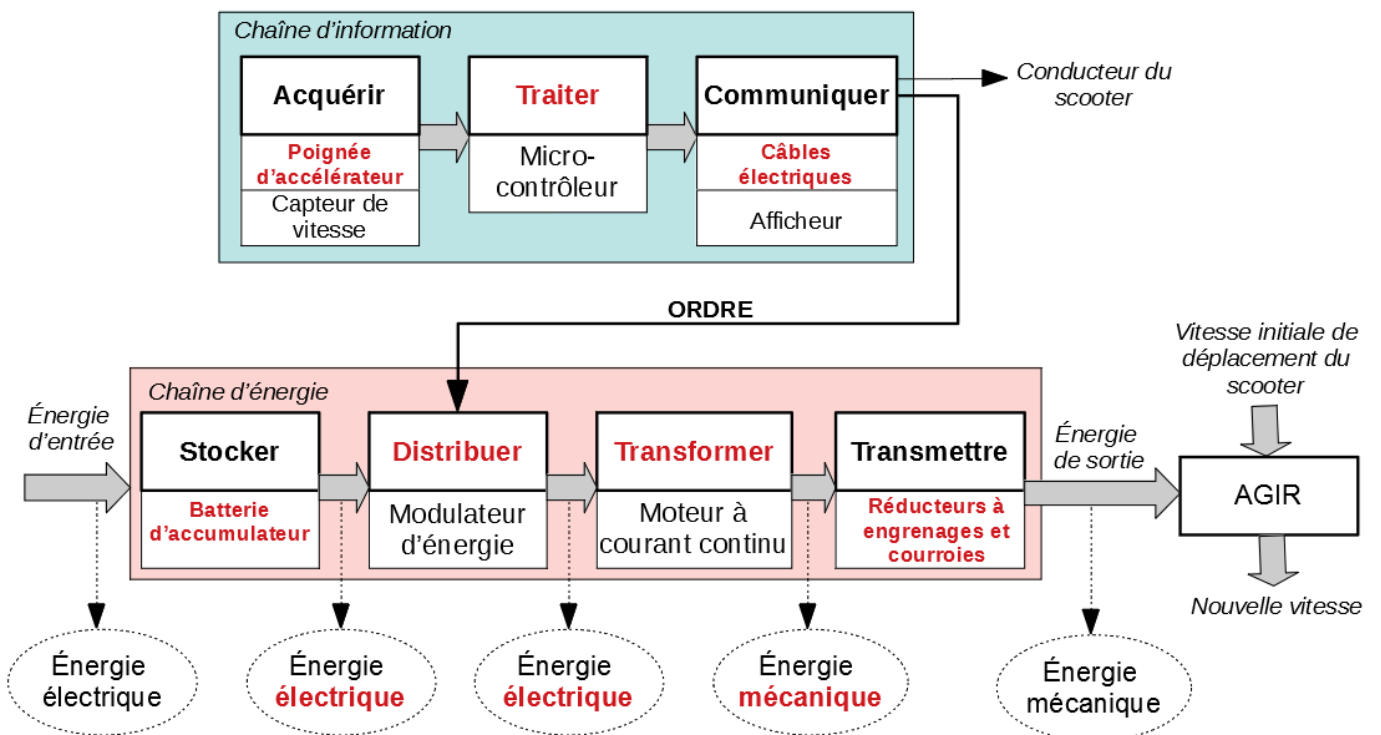 Chaîne d'information
Acquérir
Poignée
d'accélérateur
Capteur de
vitesse
Traiter
Micro-
contrôleur
Communiquer
Câbles
électriques
Afficheur
Conducteur du
scooter
ORDRE
Vitesse initiale de
déplacement du
scooter
Chaîne d'énergie
Énergie
d'entrée
Stocker
Batterie
d'accumulateur
Distribuer
Modulateur
d'énergie
Transformer
Moteur à
courant continu
Transmettre
Réducteurs à
engrenages et
courroies
Énergie
de sortie
AGIR
Nouvelle vitesse
Énergie
électrique
Énergie
électrique
Énergie
électrique
Énergie
mécanique
Énergie
mécanique